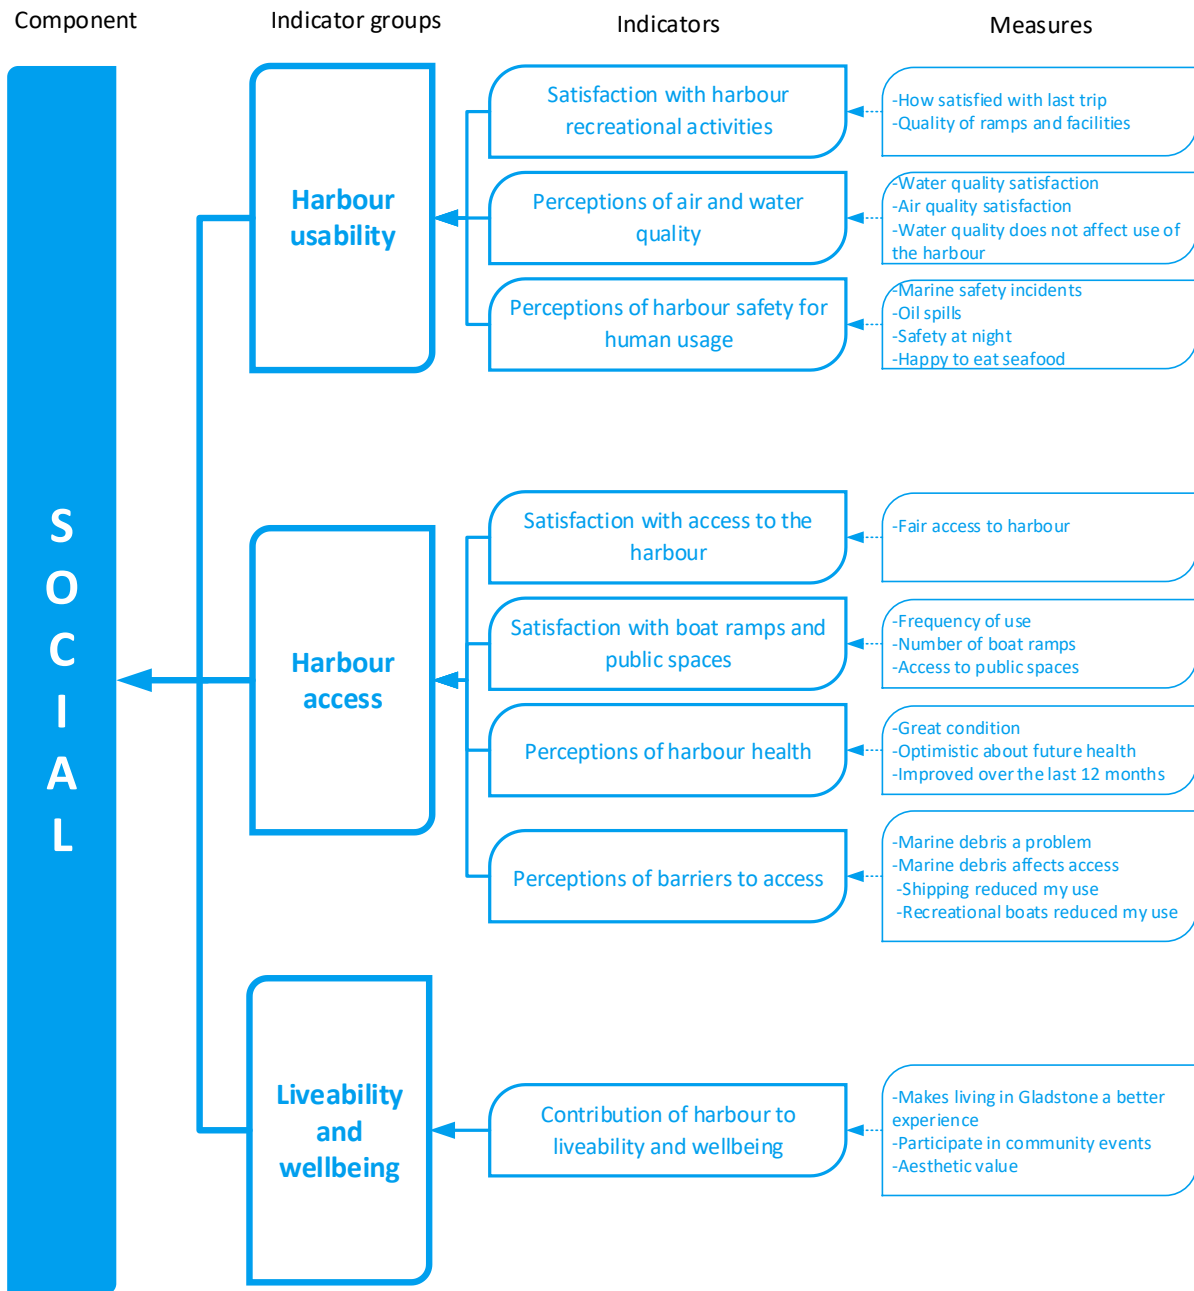 Component
Indicator groups
Indicators
Measures
S
O
C
I
A
L
Harbour
usability
Satisfaction with harbour
recreational activities
-How satisfied with last trip
-Quality of ramps and facilities
Perceptions of air and water
quality
-Water quality satisfaction
-Air quality satisfaction
-Water quality does not affect use of
the harbour
Perceptions of harbour safety for
human usage
-Marine safety incidents
-Oil spills
-Safety at night
-Happy to eat seafood
Harbour
access
Satisfaction with access to the
harbour
-Fair access to harbour
Satisfaction with boat ramps and
public spaces
-Frequency of use
-Number of boat ramps
-Access to public spaces
Perceptions of harbour health
-Great condition
-Optimistic about future health
-Improved over the last 12 months
Perceptions of barriers to access
-Marine debris a problem
-Marine debris affects access
-Shipping reduced my use
-Recreational boats reduced my use
Liveability
and
wellbeing
Contribution of harbour to
liveability and wellbeing
-Makes living in Gladstone a better
experience
-Participate in community events
-Aesthetic value